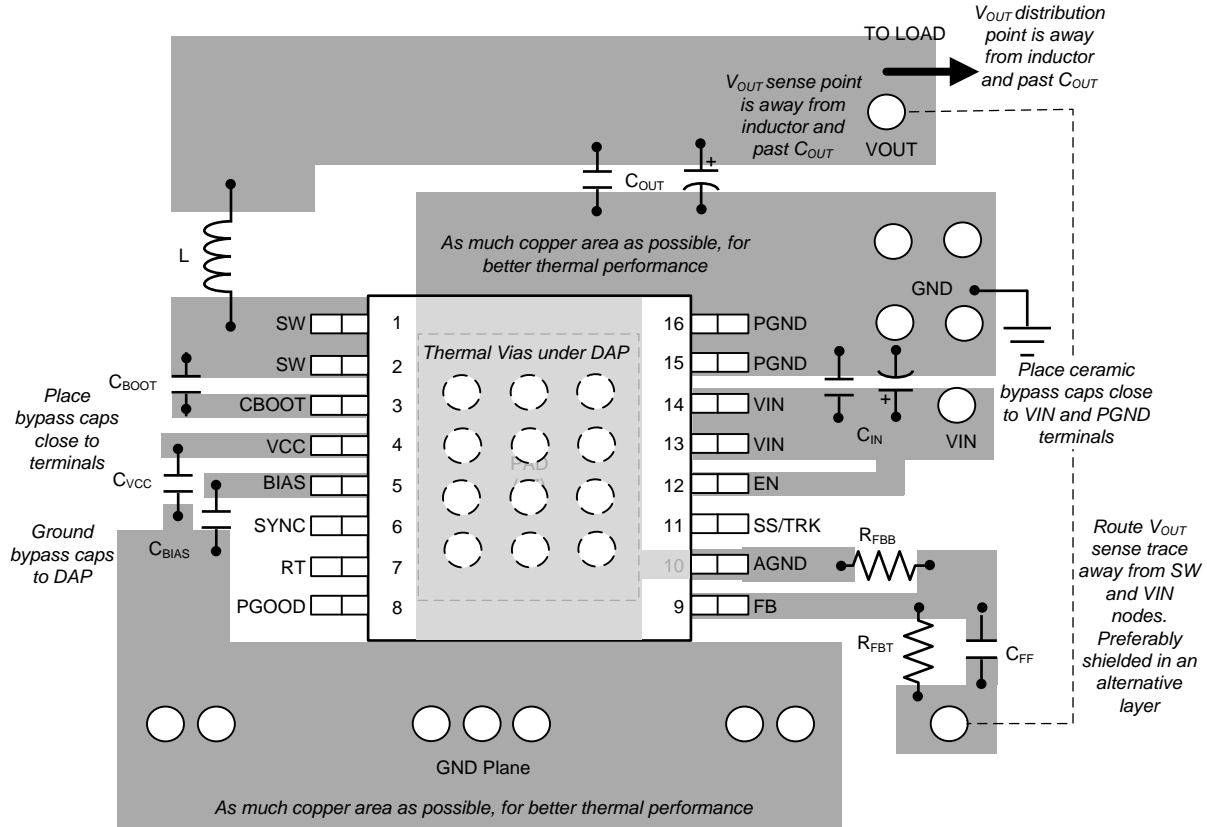 TO LOAD
VOUT distribution
point is away
from inductor
and past COUT
VOUT sense point
is away from
inductor and
past COUT
VOUT
COUT
+
L
As much copper area as possible, for
better thermal performance
GND
SW
1
16
PGND
SW
2
Thermal Vias under DAP
15
PGND
CBOOT
CBOOT
3
14
VIN
+
CIN
VIN
Place ceramic
bypass caps close
to VIN and PGND
terminals
Place
bypass caps
close to
terminals
VCC
4
PAD
13
VIN
CVCC
BIAS
5
12
EN
SYNC
6
11
SS/TRK
Ground
bypass caps
to DAP
CBIAS
RT
7
10
AGND
RFBB
PGOOD
8
9
FB
RFBT
CFF
Route VOUT
sense trace
away from SW
and VIN
nodes.
Preferably
shielded in an
alternative
layer
GND Plane
As much copper area as possible, for better thermal performance